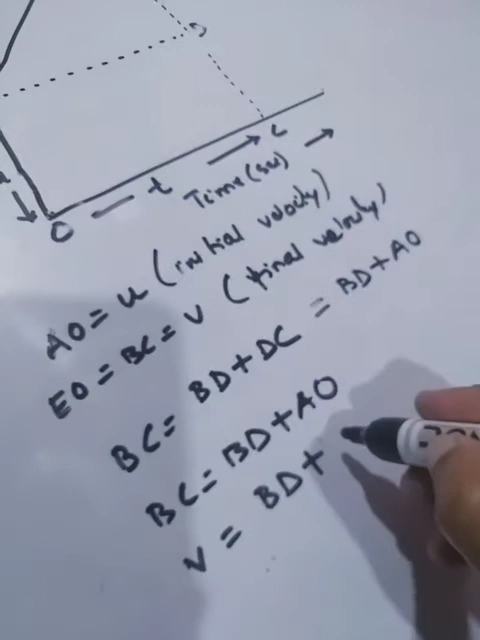 D
C
t
Time(sec)
O
AO = u (initial velocity)
EO = BC = v (final velocity)
BC = BD+DC = BD+AO
BC = BD+AO
v = BD+